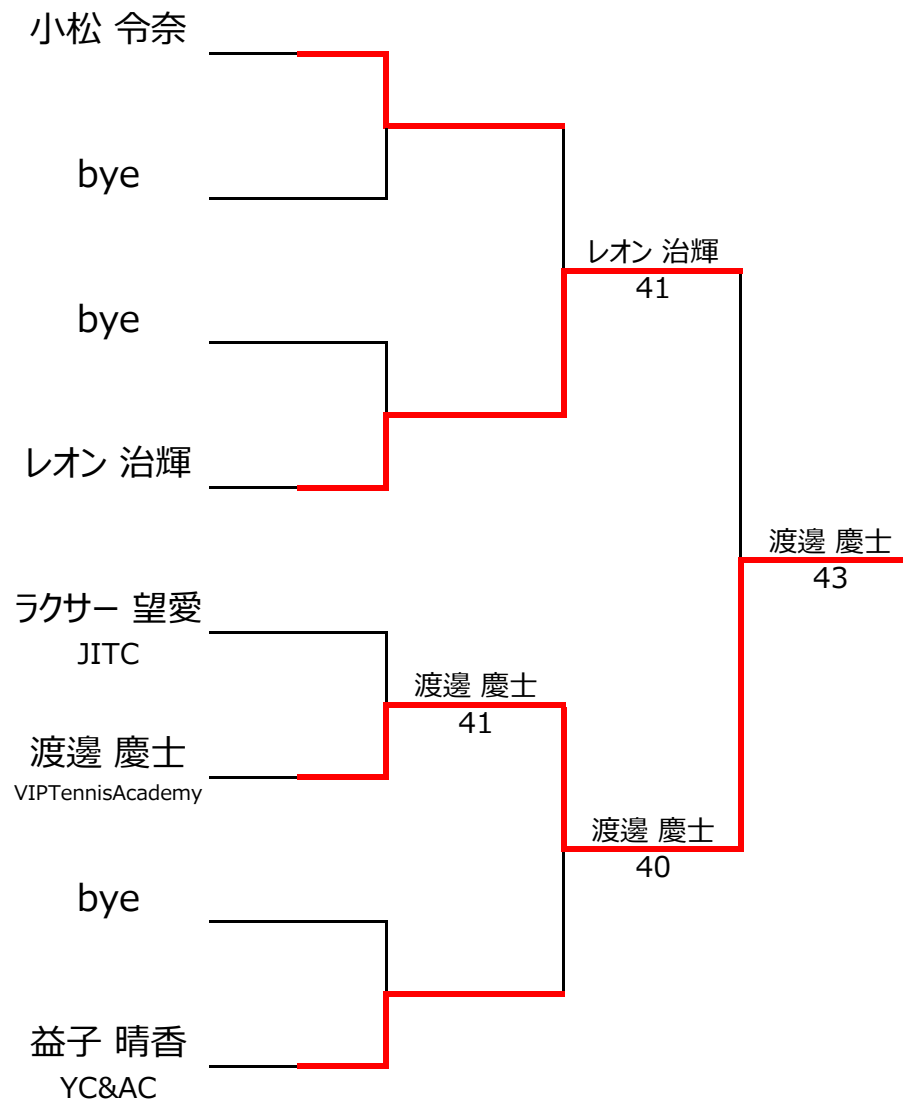 小松 令奈
bye
bye
レオン 治輝
ラクサー 望愛
JITC
渡邊 慶士
VIPTennisAcademy
bye
益子 晴香
YC&AC
渡邊 慶士
41
レオン 治輝
41
渡邊 慶士
40
渡邊 慶士
43